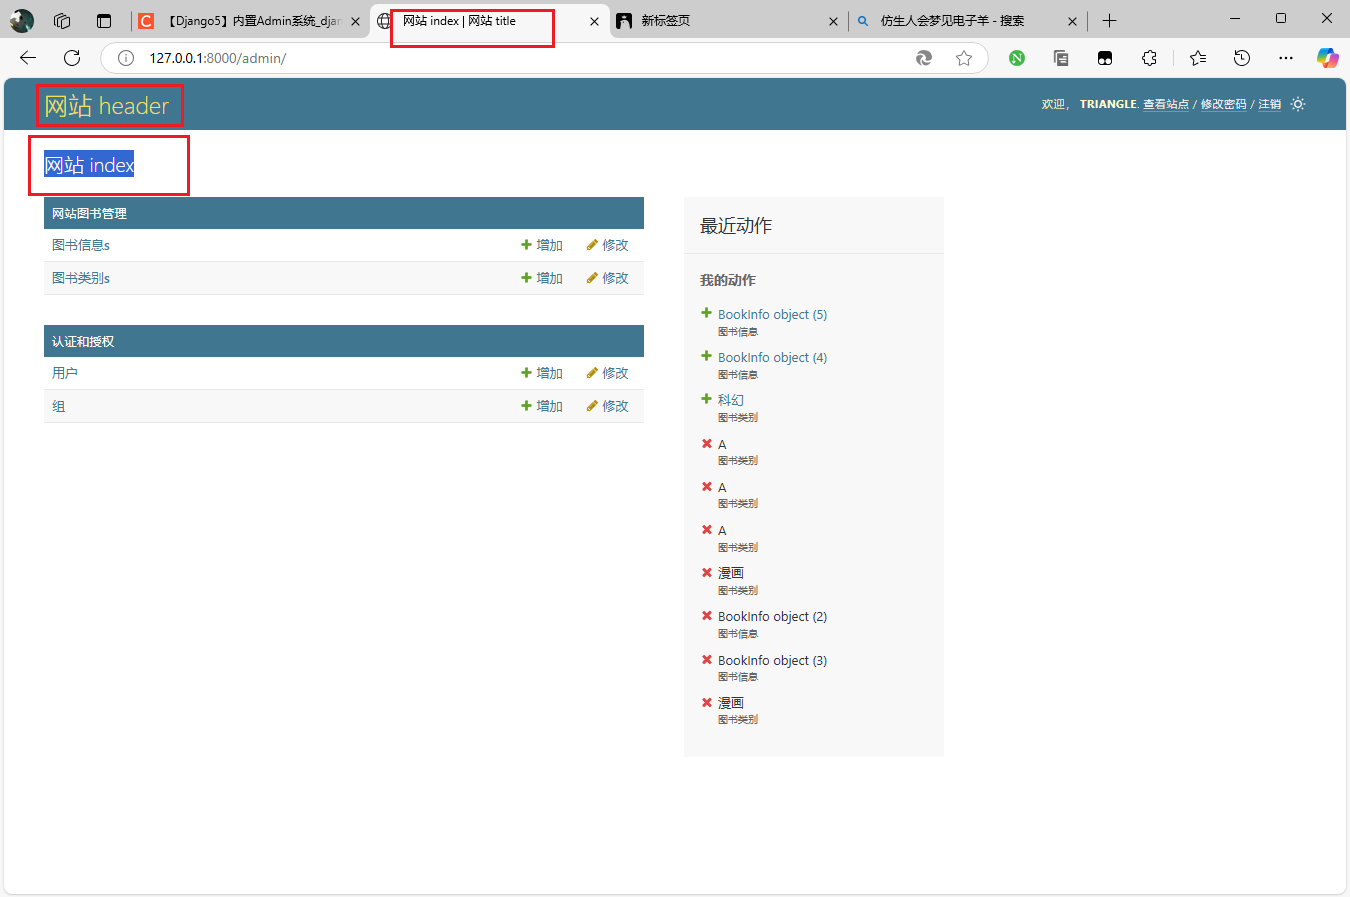 【Django5】内置Admin系统_djan
网站 index | 网站 title
新标签页
仿生人会梦见电子羊 - 搜索
127.0.0.1:8000/admin/
网站 header
欢迎， TRIANGLE. 查看站点 / 修改密码 / 注销
网站 index
网站图书管理
图书信息s 增加 修改
图书类别s 增加 修改
认证和授权
用户 增加 修改
组 增加 修改
最近动作
我的动作
BookInfo object (5)
图书信息
BookInfo object (4)
图书信息
科幻
图书类别
A
图书类别
A
图书类别
A
图书类别
漫画
图书类别
BookInfo object (2)
图书信息
BookInfo object (3)
图书信息
漫画
图书类别